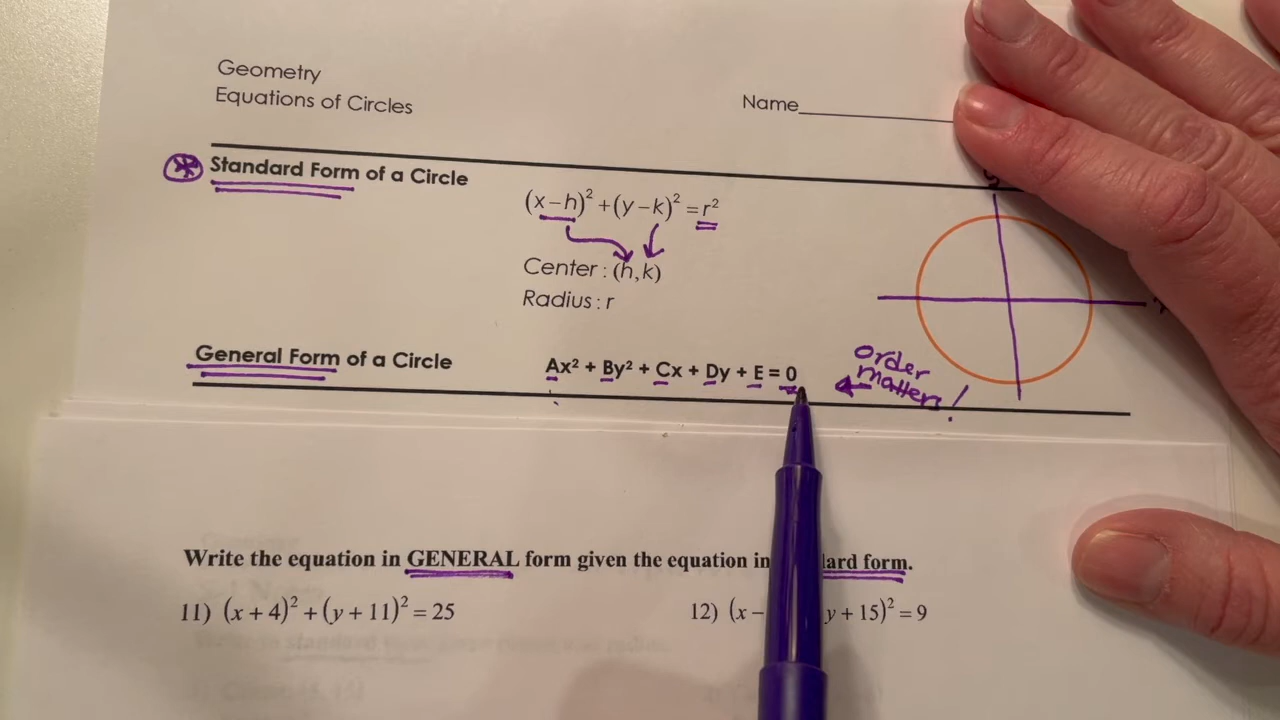 Geometry
Equations of Circles
Name
Standard Form of a Circle
(x−h)² + (y−k)² = r²
Center : (h, k)
Radius : r
General Form of a Circle
Ax² + By² + Cx + Dy + E = 0
order
matters!
Write the equation in GENERAL form given the equation in form.
11) (x + 4)² + (y + 11)² = 25
12) (x − y + 15)² = 9